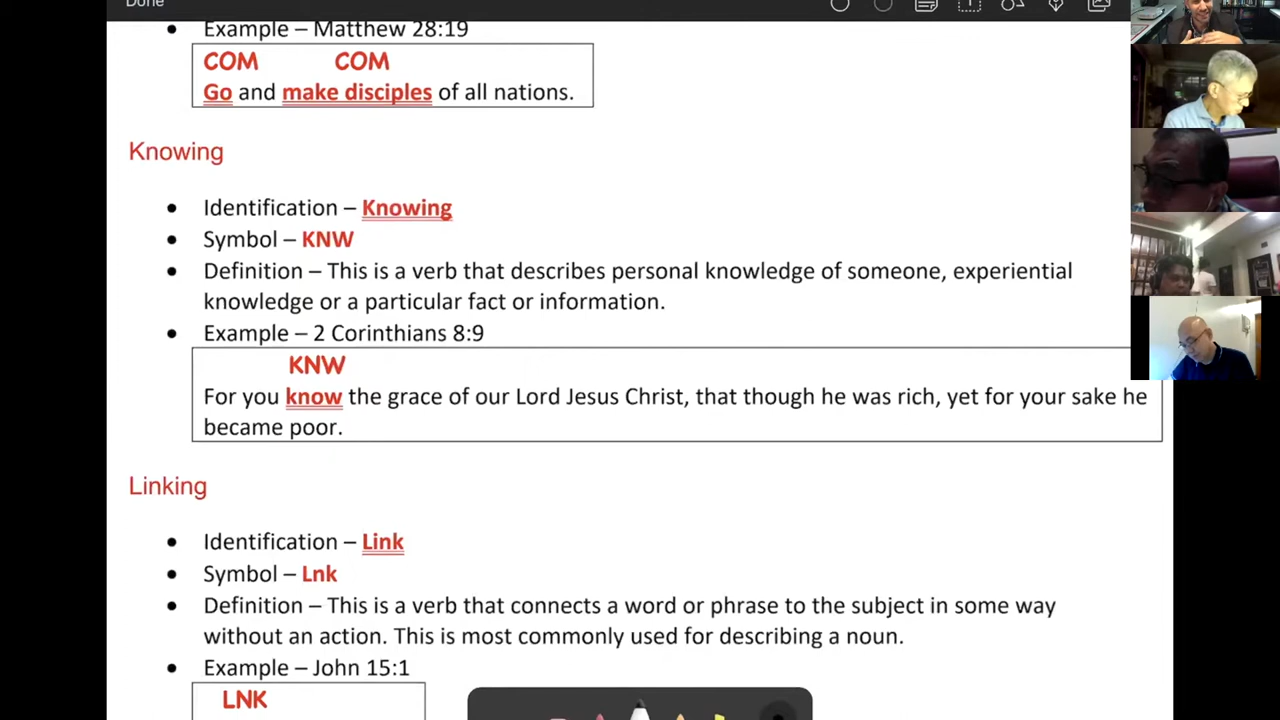 Done
• Example – Matthew 28:19
COM COM
Go and make disciples of all nations.
Knowing
• Identification – Knowing
• Symbol – KNW
• Definition – This is a verb that describes personal knowledge of someone, experiential
knowledge or a particular fact or information.
• Example – 2 Corinthians 8:9
KNW
For you know the grace of our Lord Jesus Christ, that though he was rich, yet for your sake he
became poor.
Linking
• Identification – Link
• Symbol – Lnk
• Definition – This is a verb that connects a word or phrase to the subject in some way
without an action. This is most commonly used for describing a noun.
• Example – John 15:1
LNK